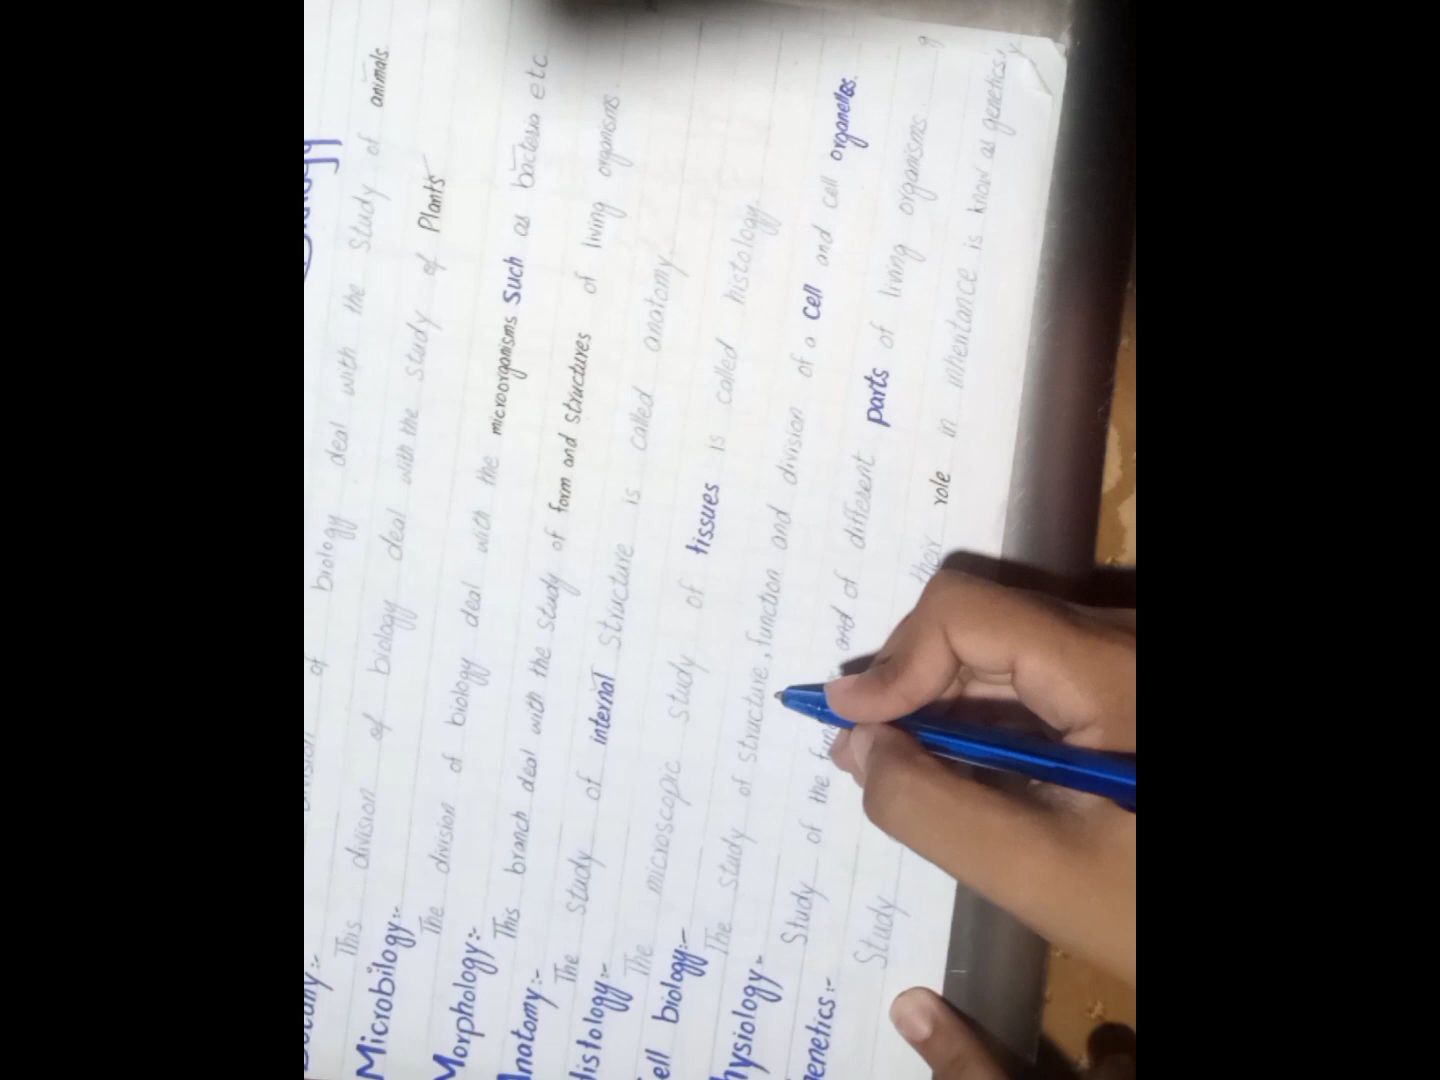 division of biology deal with the study of animals.
This division of biology deal with the study of Plants
Microbilogy:-
The division of biology deal with the microorganisms Such as bacteria etc
Morphology:-
This branch deal with the study of form and structures of living organisms.
Anatomy:-
The study of internal structure is called anatomy.
Histology:-
The microscopic study of tissues is called histology.
Cell biology:-
The study of structure, function and division of a cell and cell organelles.
Physiology:-
Study of the and of different parts of living organisms.
Genetics:-
Study their role in inheritance is know as genetics.